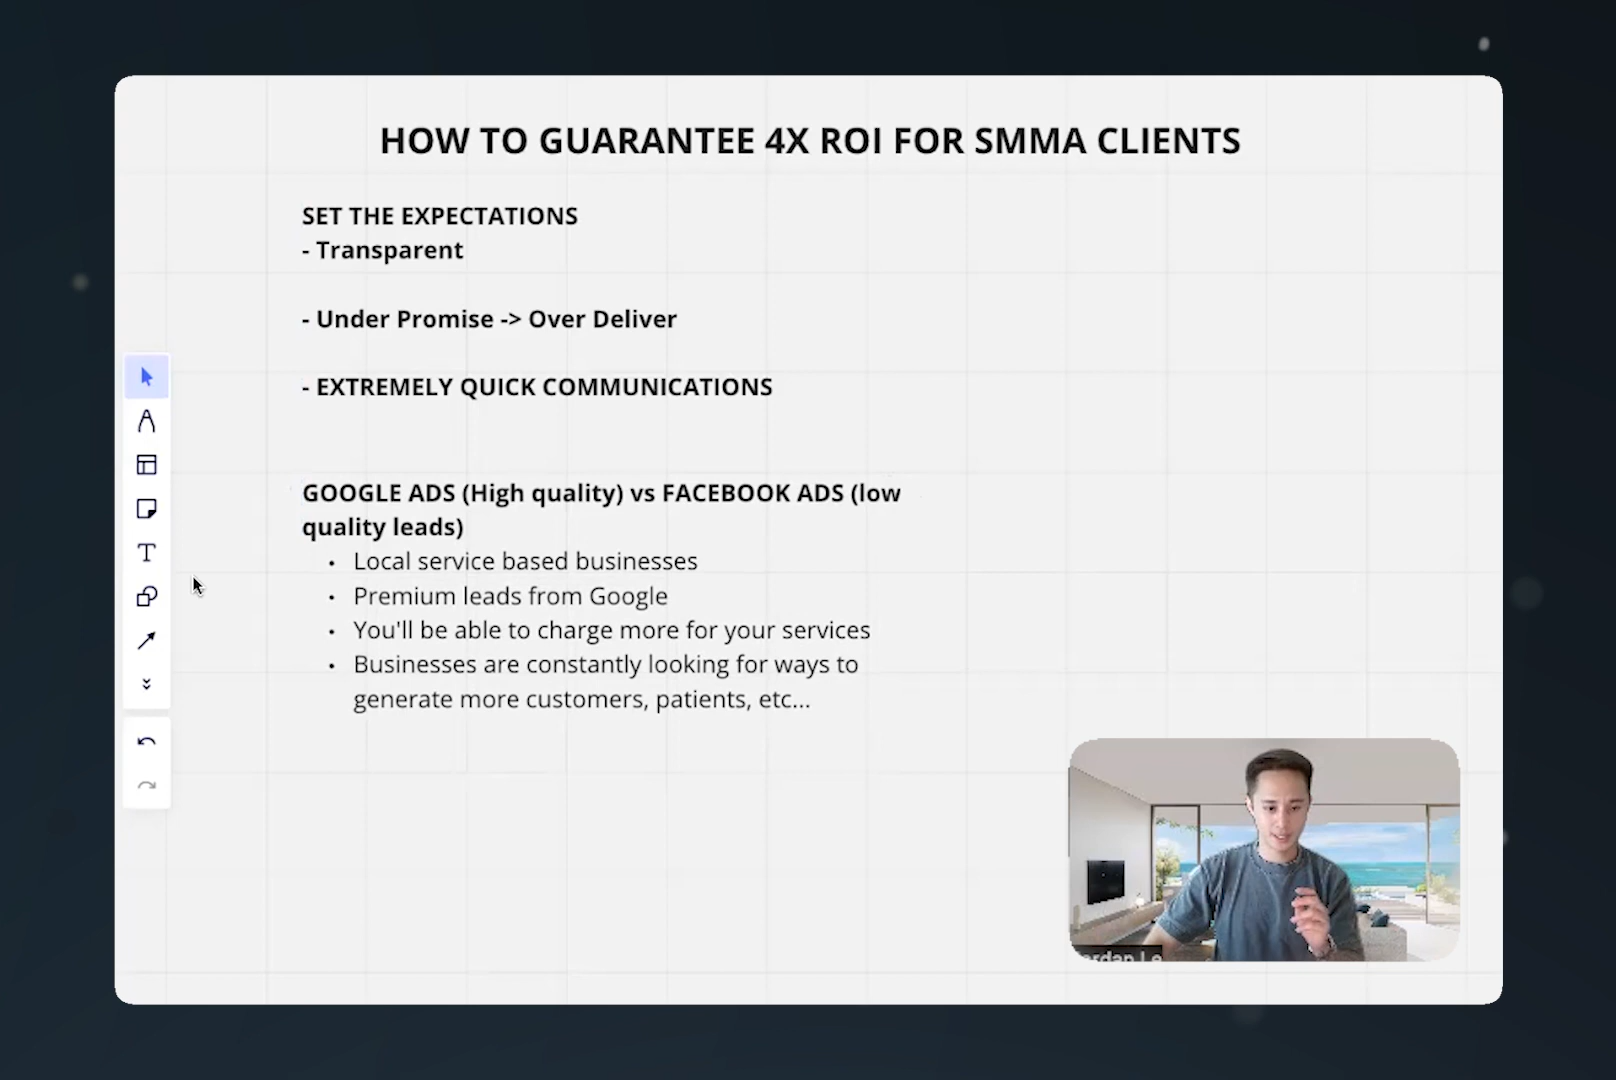 HOW TO GUARANTEE 4X ROI FOR SMMA CLIENTS
SET THE EXPECTATIONS
- Transparent
- Under Promise -> Over Deliver
- EXTREMELY QUICK COMMUNICATIONS
GOOGLE ADS (High quality) vs FACEBOOK ADS (low
quality leads)
• Local service based businesses
• Premium leads from Google
• You'll be able to charge more for your services
• Businesses are constantly looking for ways to
generate more customers, patients, etc...